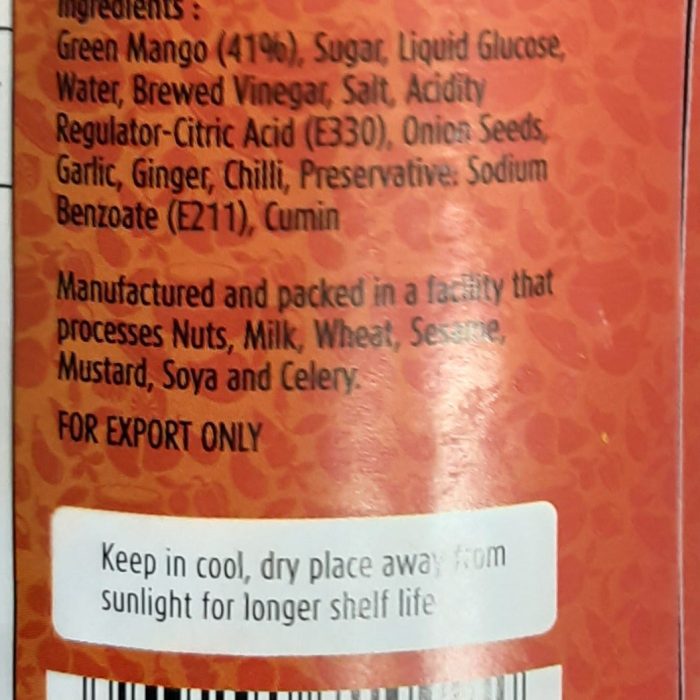 Ingredients :
Green Mango (41%), Sugar, Liquid Glucose,
Water, Brewed Vinegar, Salt, Acidity
Regulator-Citric Acid (E330), Onion Seeds,
Garlic, Ginger, Chilli, Preservative: Sodium
Benzoate (E211), Cumin
Manufactured and packed in a facility that
processes Nuts, Milk, Wheat, Sesame,
Mustard, Soya and Celery.
FOR EXPORT ONLY
Keep in cool, dry place away from
sunlight for longer shelf life